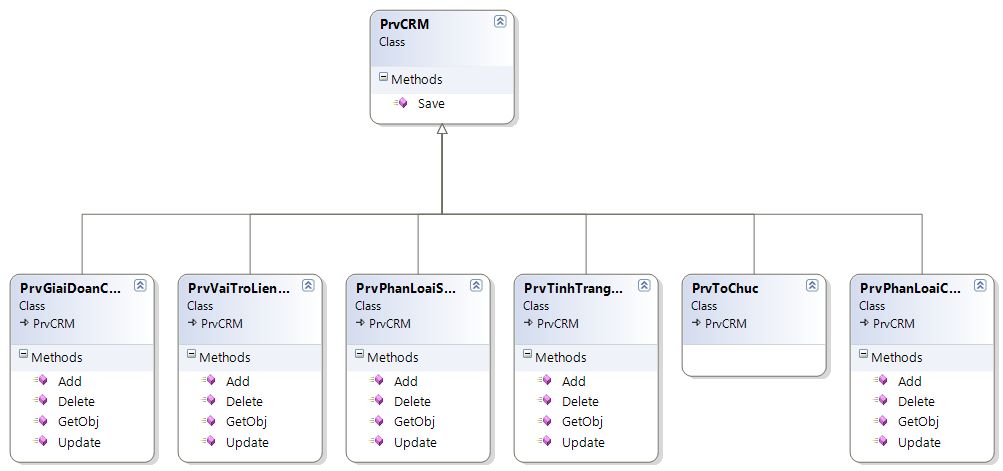 PrvCRM
Class
Methods
Save
PrvGiaiDoanC...
Class
PrvCRM
Methods
Add
Delete
GetObj
Update
PrvVaiTroLien...
Class
PrvCRM
Methods
Add
Delete
GetObj
Update
PrvPhanLoaiS...
Class
PrvCRM
Methods
Add
Delete
GetObj
Update
PrvTinhTrang...
Class
PrvCRM
Methods
Add
Delete
GetObj
Update
PrvToChuc
Class
PrvCRM
PrvPhanLoaiC...
Class
PrvCRM
Methods
Add
Delete
GetObj
Update